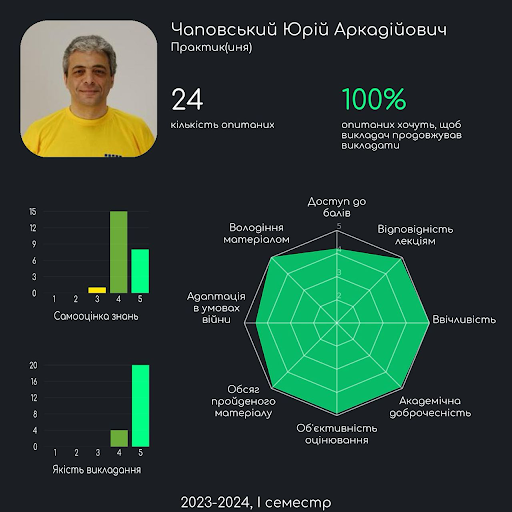 Чаповський Юрій Аркадійович
Практик(иня)
24
кількість опитаних
100%
опитаних хочуть, щоб
викладач продовжував
викладати
15
12
9
6
3
0
1 2 3 4 5
Самооцінка знань
20
16
12
8
4
0
1 2 3 4 5
Якість викладання
Доступ до
балів
Відповідність
лекціям
Ввічливість
Академічна
доброчесність
Об'єктивність
оцінювання
Обсяг
пройденого
матеріалу
Адаптація
в умовах
війни
Володіння
матеріалом
5
4
3
2
2023-2024, І семестр